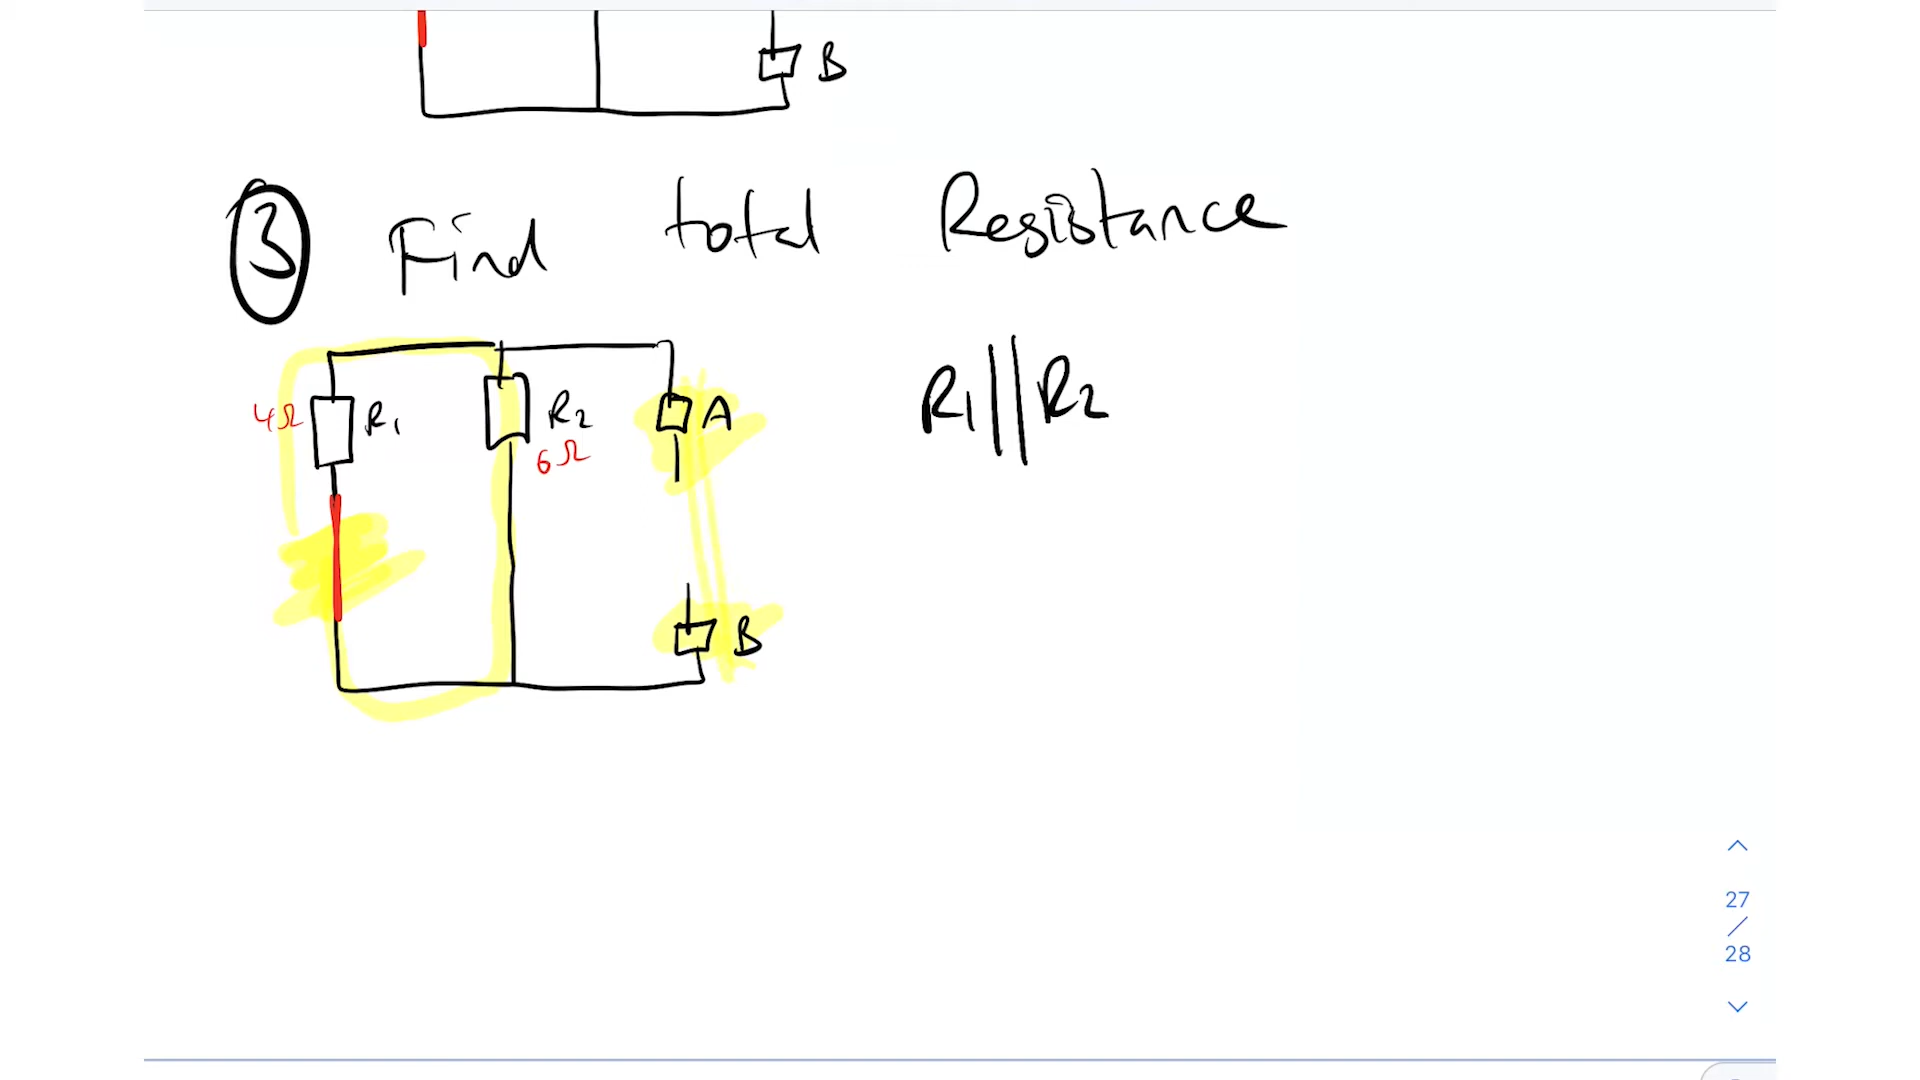 B
3 Find total Resistance
4Ω R1
R2
6Ω
A
R1||R2
B
27
/
28